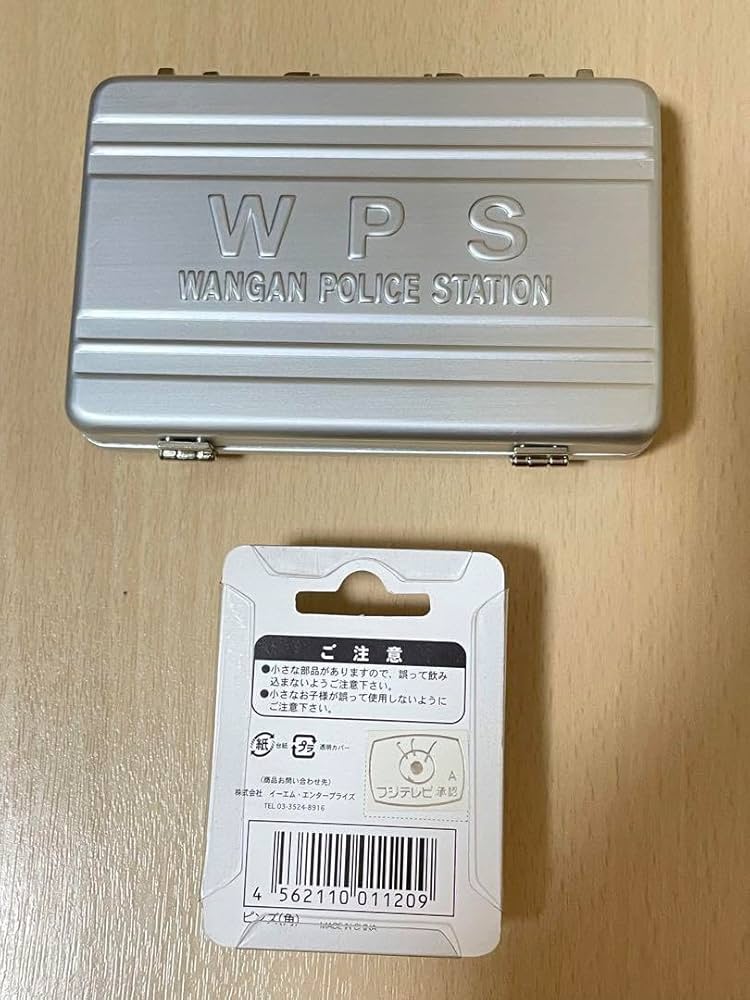 W P S
WANGAN POLICE STATION
ご注意
●小さな部品がありますので、誤って飲み
込まないようご注意下さい。
●小さなお子様が誤って使用しないように
ご注意下さい。
紙 台紙 プラ 透明カバー
A
フジテレビ 承認
(商品お問い合わせ先)
株式会社 イーエム・エンタープライズ
TEL 03-3524-8916
4 562110 011209
ピンズ(角)
MADE IN CHINA